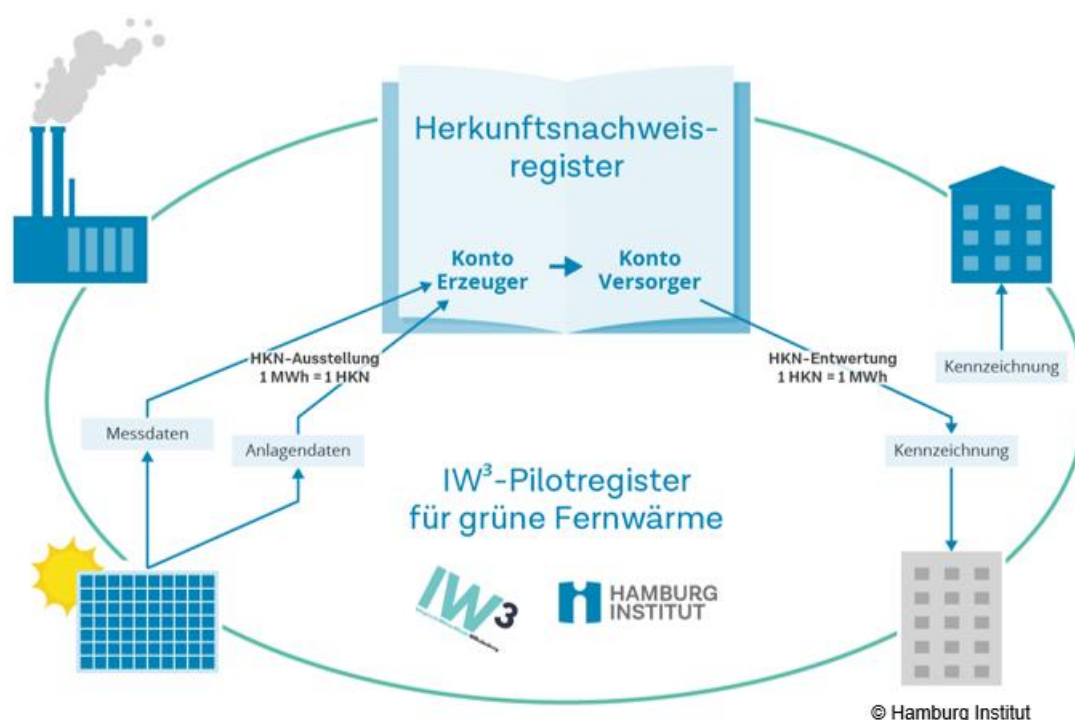 Herkunftsnachweis-
register
Konto
Erzeuger
Konto
Versorger
HKN-Ausstellung
1 MWh = 1 HKN
HKN-Entwertung
1 HKN = 1 MWh
Kennzeichnung
Messdaten
Anlagendaten
Kennzeichnung
IW³-Pilotregister
für grüne Fernwärme
IW³
HAMBURG
INSTITUT
© Hamburg Institut